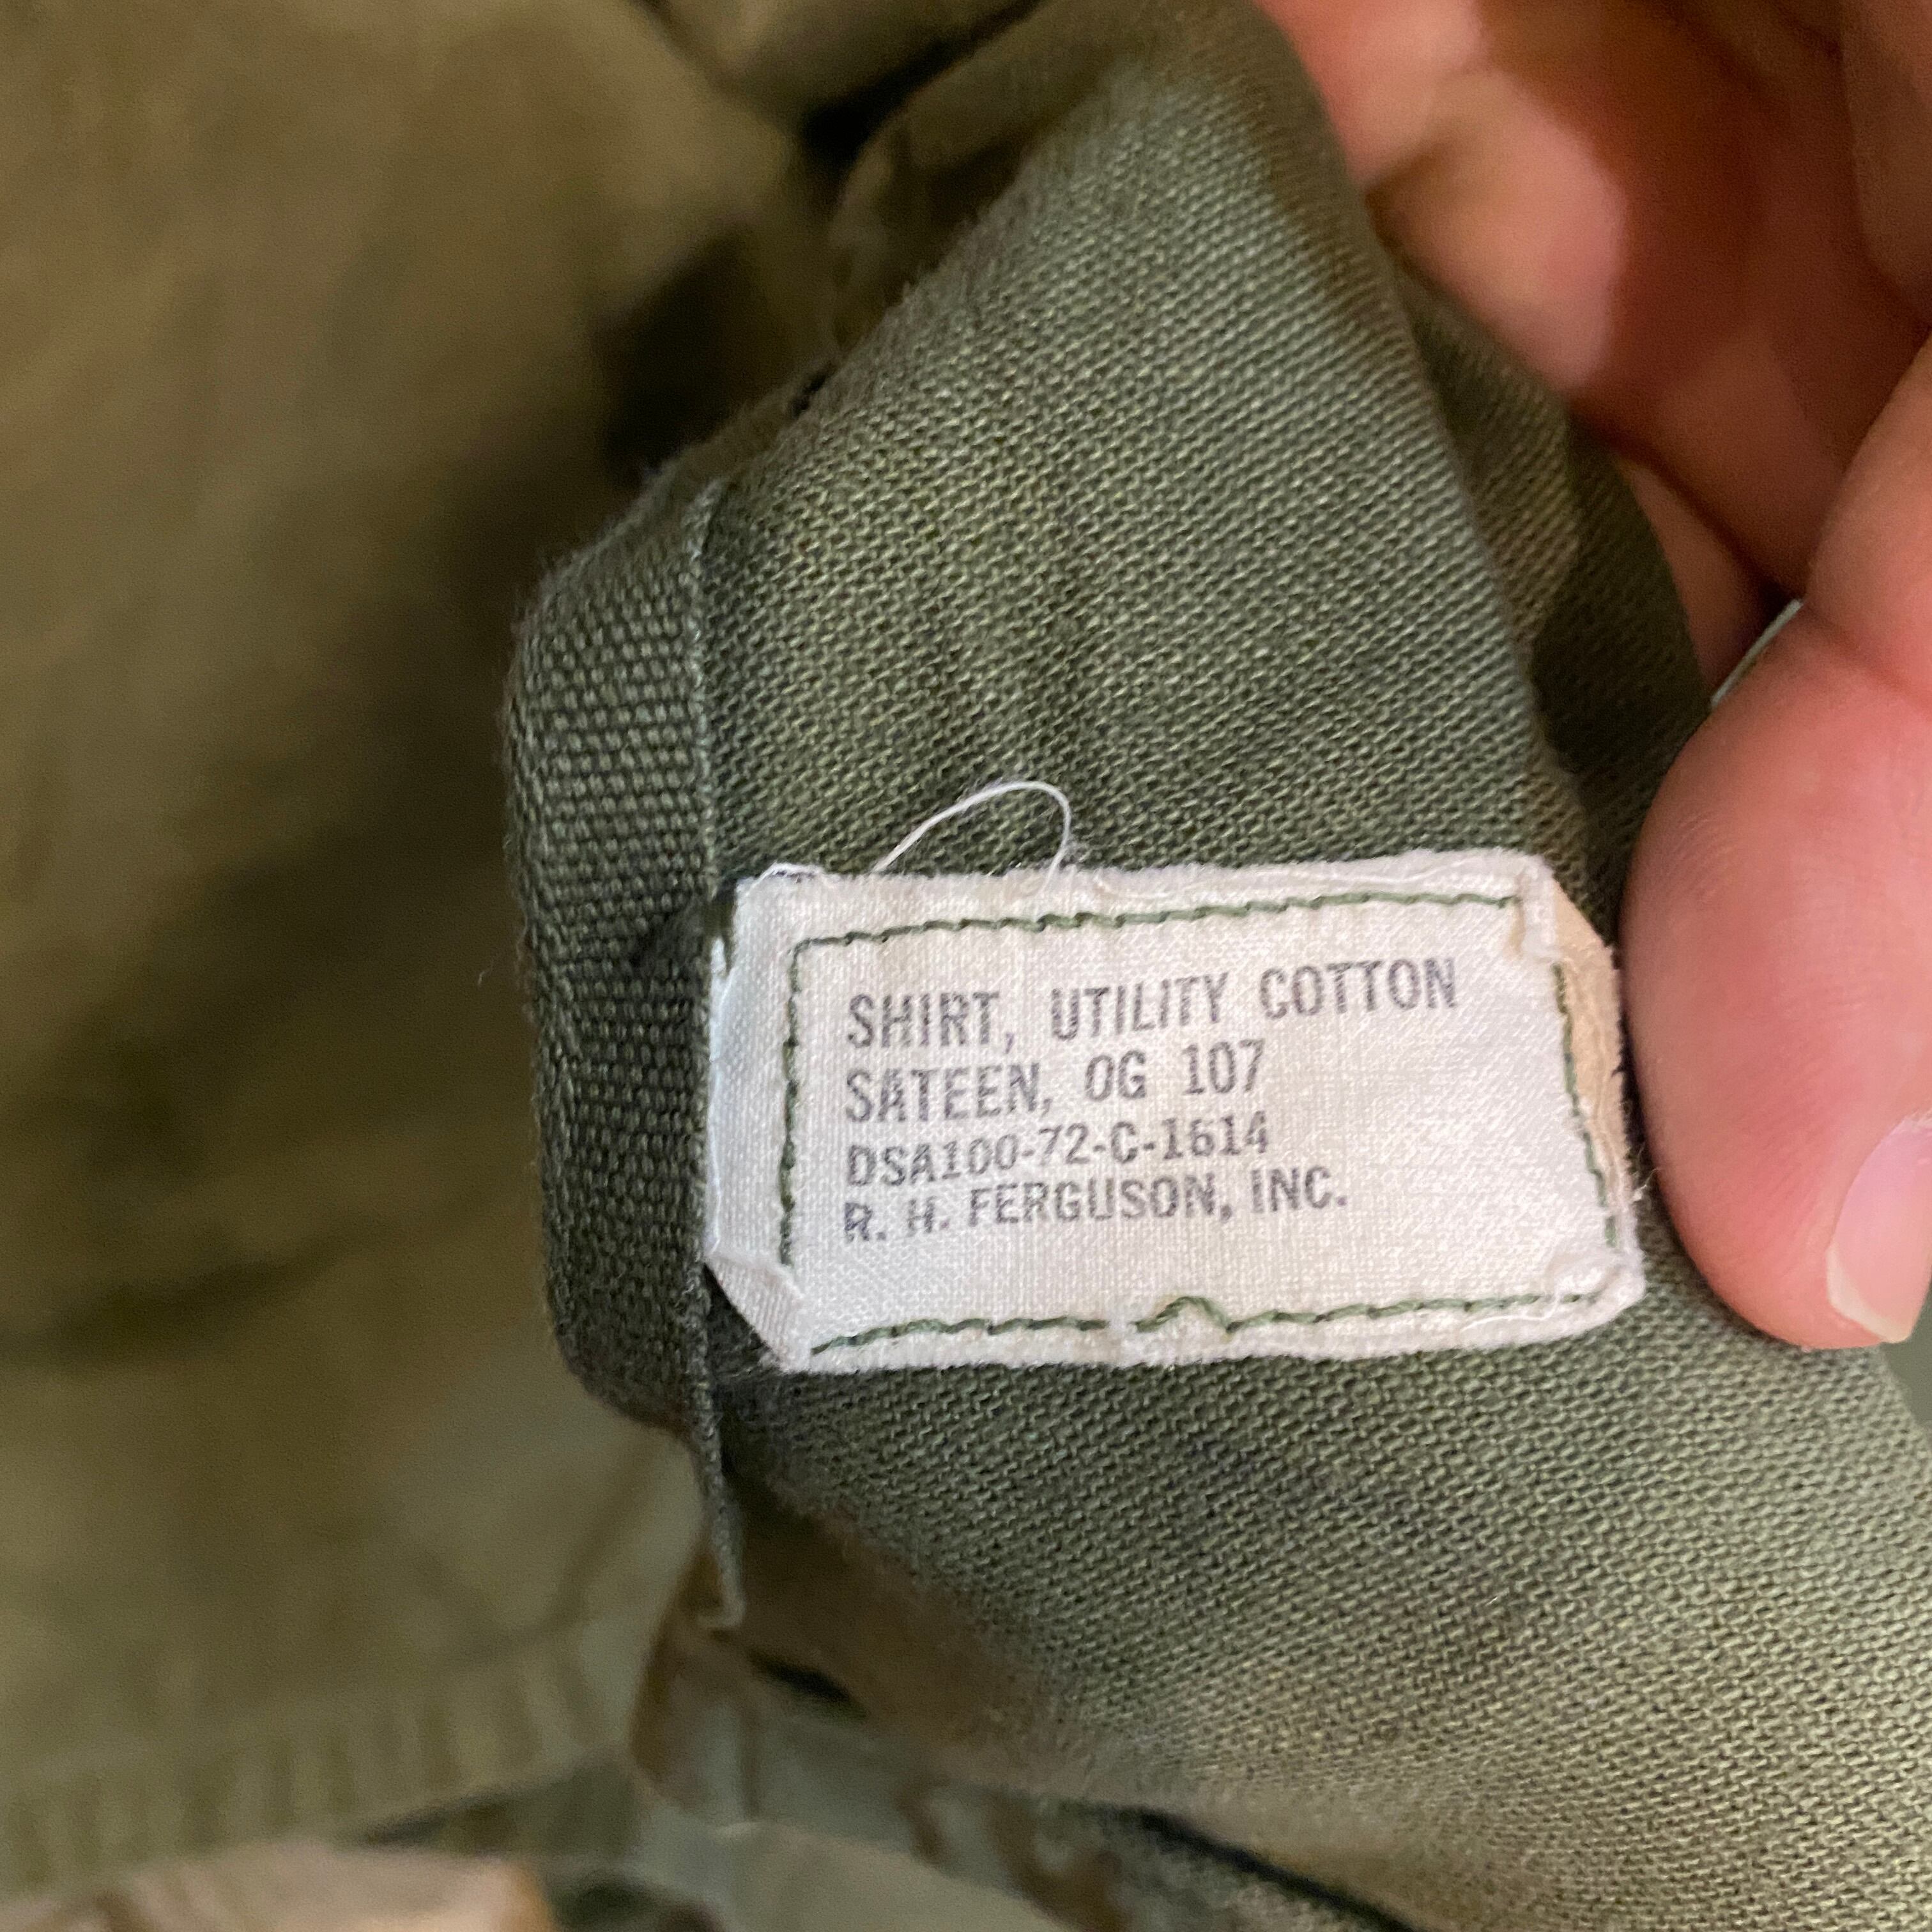 SHIRT, UTILITY COTTON
SATEEN, OG 107
DSA100-72-C-1614
R. H. FERGUSON, INC.